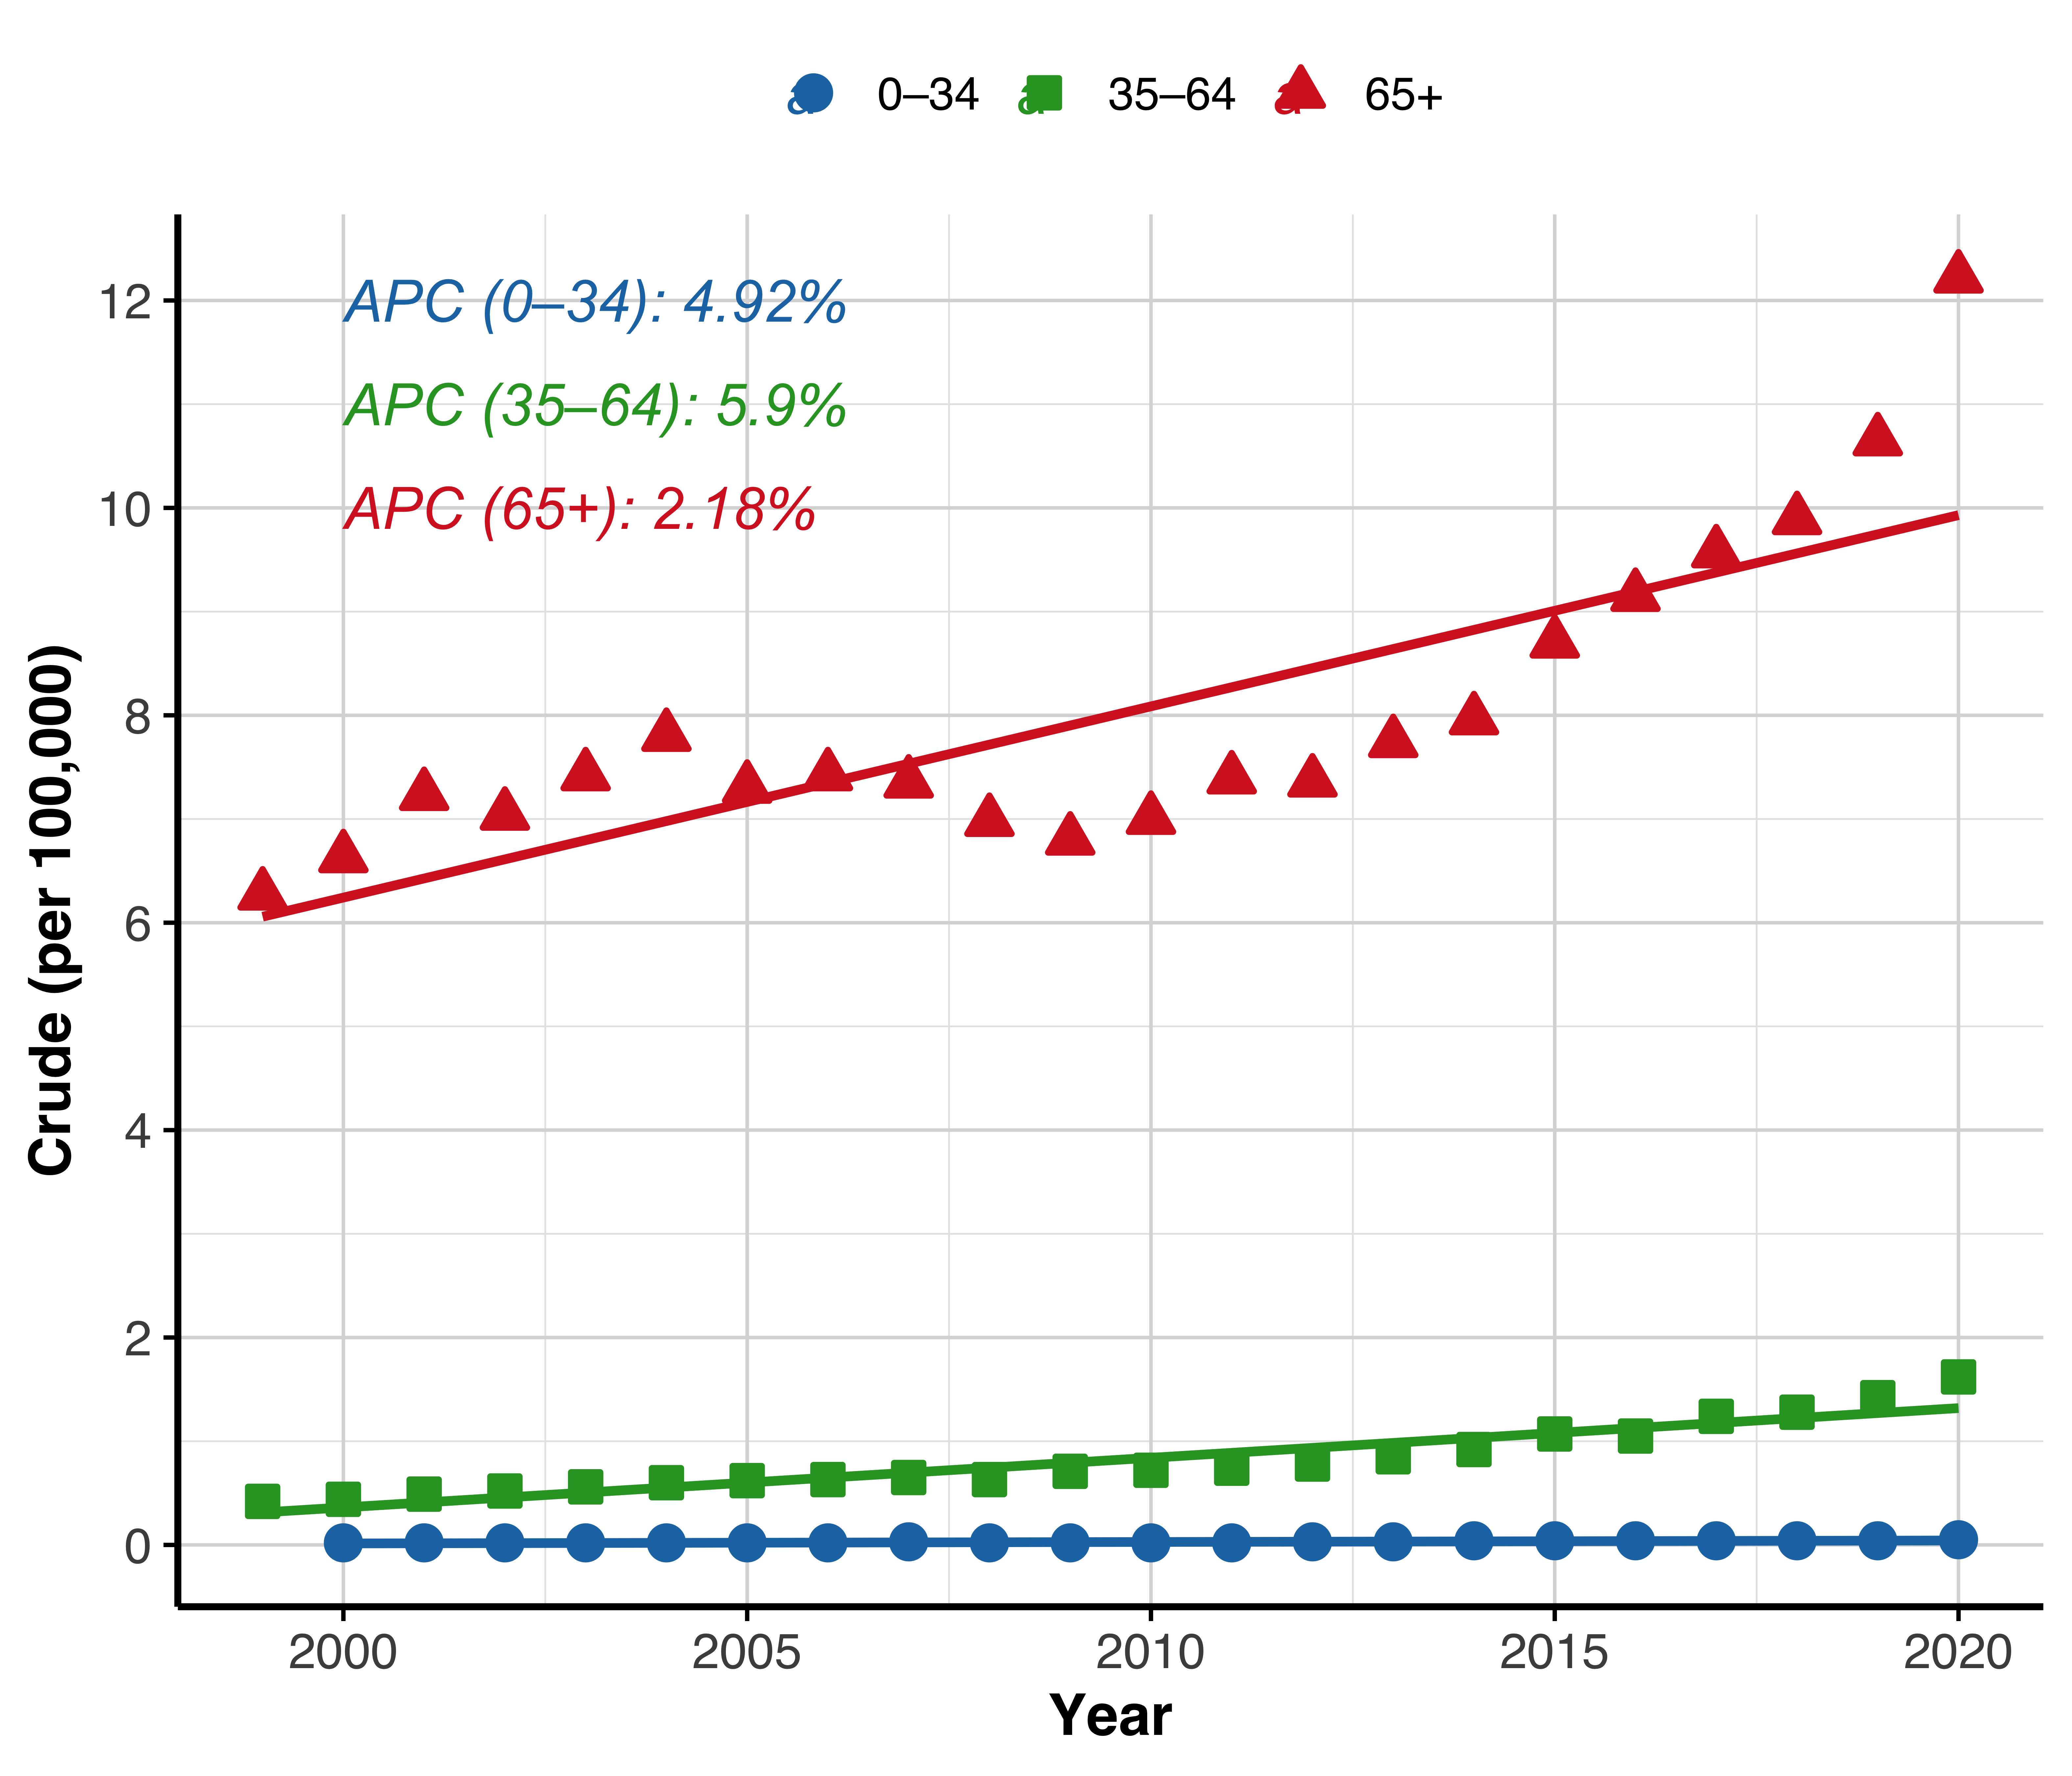 0–34 35–64 65+
APC (0–34): 4.92%
APC (35–64): 5.9%
APC (65+): 2.18%
Crude (per 100,000)
12
10
8
6
4
2
0
2000 2005 2010 2015 2020
Year